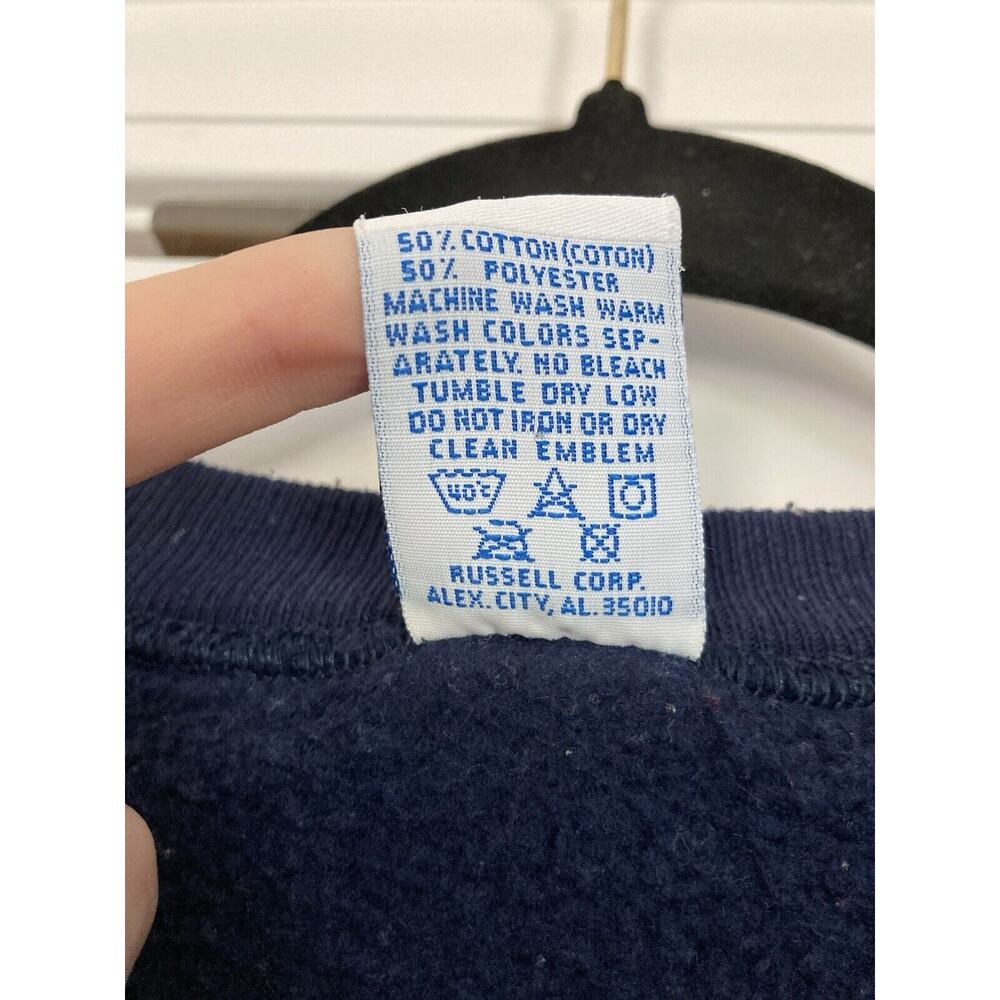 50% COTTON (COTON)
50% POLYESTER
MACHINE WASH WARM
WASH COLORS SEP-
ARATELY. NO BLEACH
TUMBLE DRY LOW
DO NOT IRON OR DRY
CLEAN EMBLEM
40°C
RUSSELL CORP.
ALEX. CITY, AL. 35010